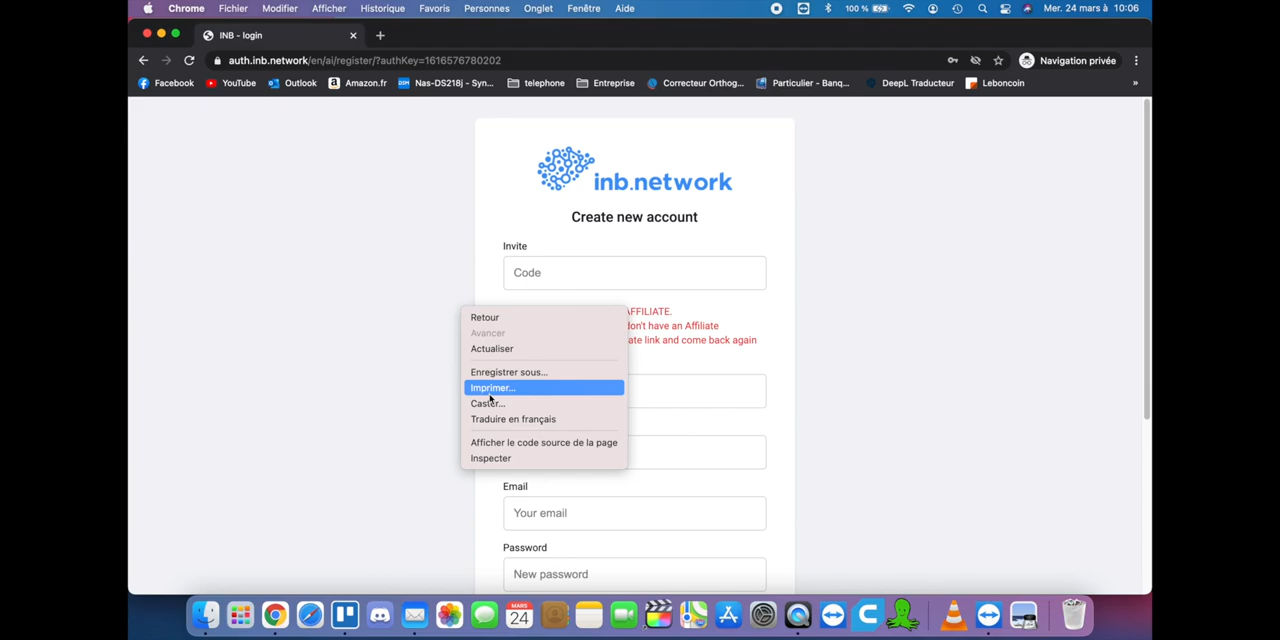 Chrome Fichier Modifier Afficher Historique Favoris Personnes Onglet Fenêtre Aide 100 % Mer. 24 mars à 10:06
INB - login
auth.inb.network/en/ai/register/?authKey=1616576780202 Navigation privée
Facebook YouTube Outlook Amazon.fr DSM Nas-DS218j - Syn... telephone Entreprise Correcteur Orthog... Particulier - Banq... DeepL Traducteur Leboncoin »
inb.network
Create new account
Invite
Code
AFFILIATE.
don't have an Affiliate
ate link and come back again
Retour
Avancer
Actualiser
Enregistrer sous...
Imprimer...
Caster...
Traduire en français
Afficher le code source de la page
Inspecter
Email
Your email
Password
New password
MARS
24